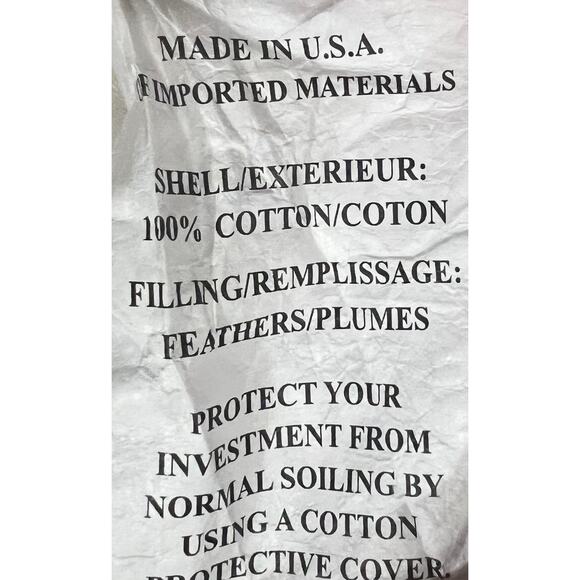 MADE IN U.S.A.
OF IMPORTED MATERIALS
SHELL/EXTERIEUR:
100% COTTON/COTON
FILLING/REMPLISSAGE:
FEATHERS/PLUMES
PROTECT YOUR
INVESTMENT FROM
NORMAL SOILING BY
USING A COTTON
PROTECTIVE COVER.